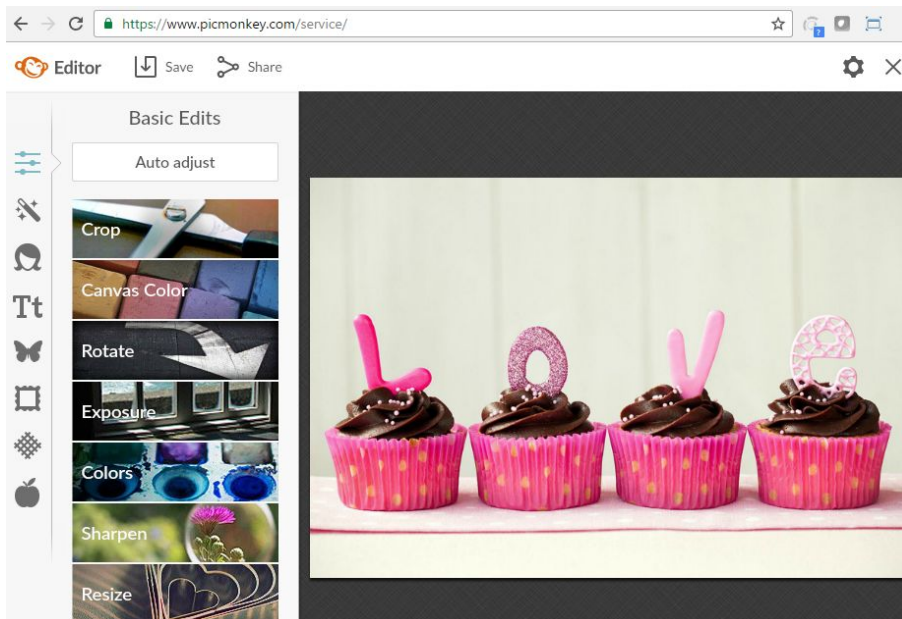 https://www.picmonkey.com/service/
Editor
Save
Share
Basic Edits
Auto adjust
Crop
Canvas Color
Rotate
Exposure
Colors
Sharpen
Resize
Tt
L o v e
?